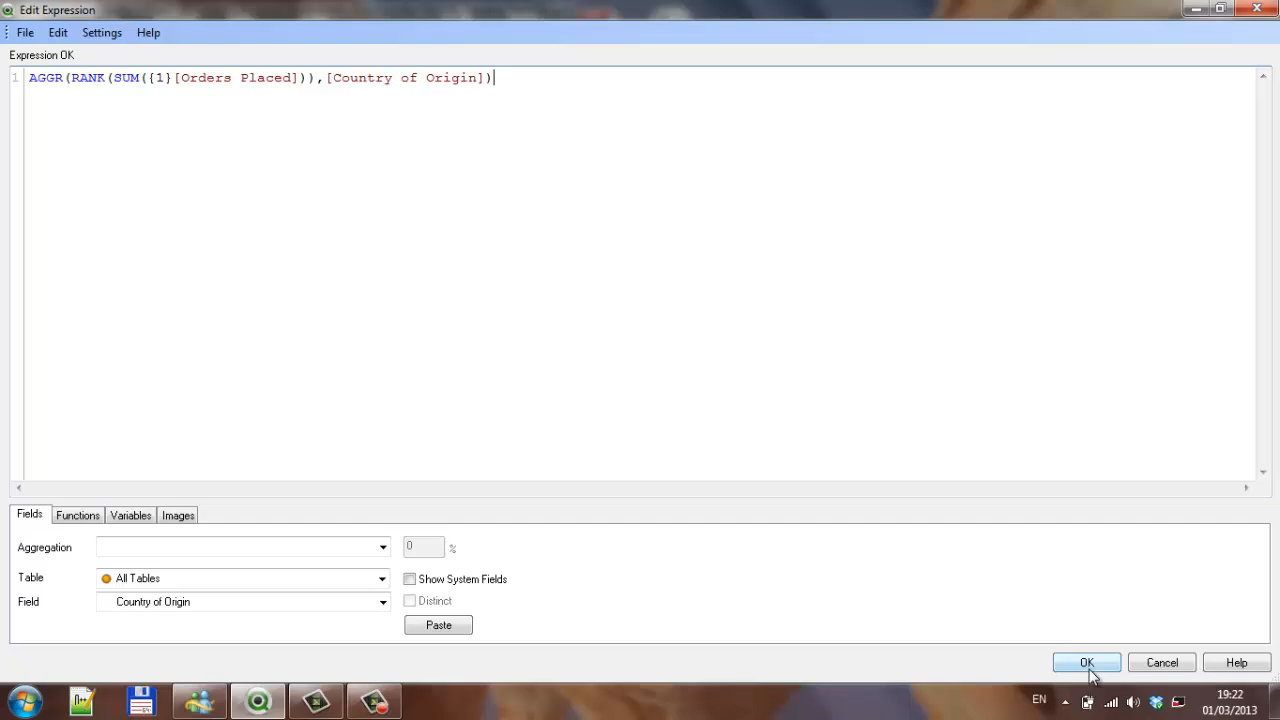 Edit Expression
File Edit Settings Help
Expression OK
1 AGGR(RANK(SUM({1}[Orders Placed])),[Country of Origin])
Fields Functions Variables Images
Aggregation 0 %
Table All Tables Show System Fields
Field Country of Origin Distinct
Paste
OK Cancel Help
EN 19:22
01/03/2013